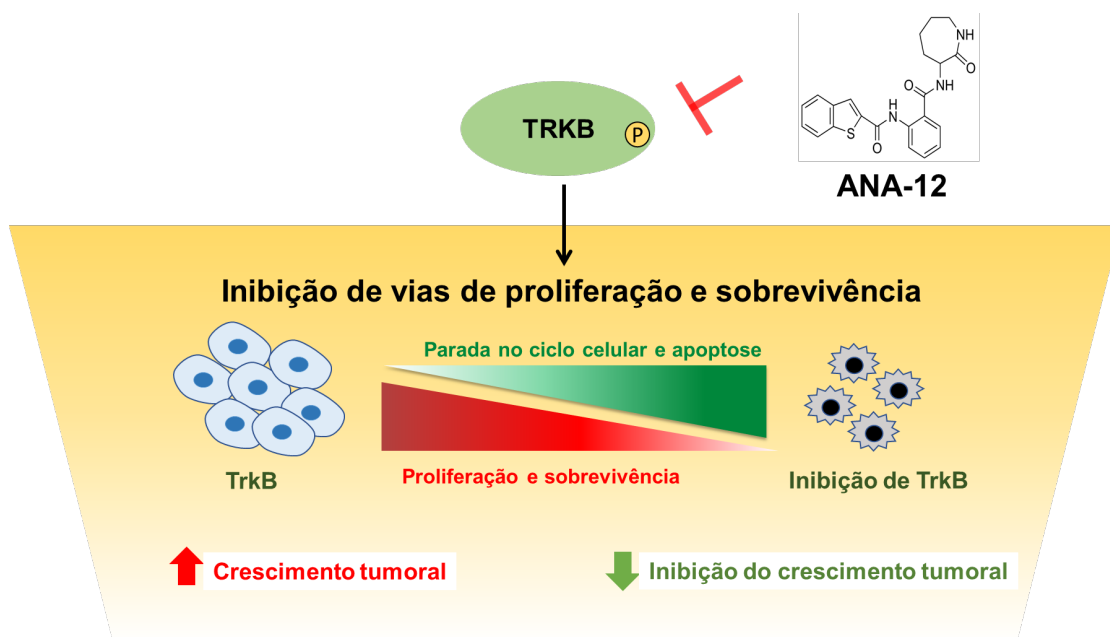 NH
O
O
NH
H
N
S
O
TRKB
P
ANA-12
Inibição de vias de proliferação e sobrevivência
Parada no ciclo celular e apoptose
Proliferação e sobrevivência
TrkB
Inibição de TrkB
Crescimento tumoral
Inibição do crescimento tumoral